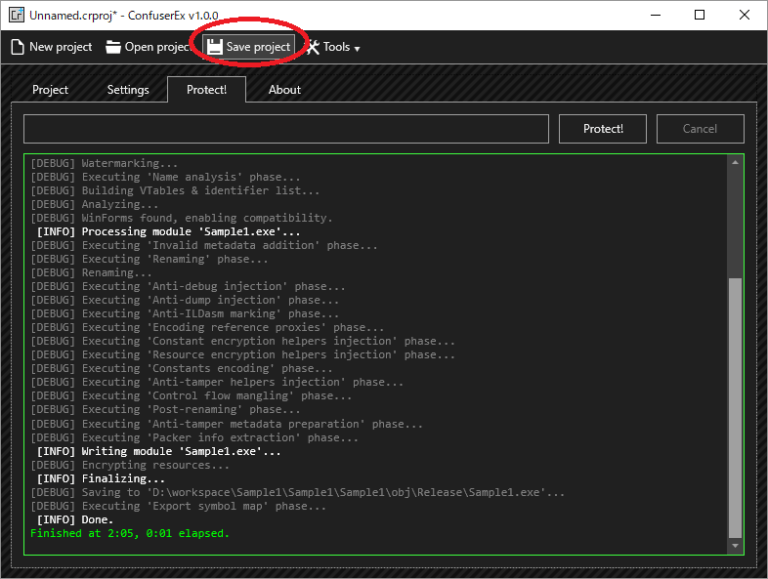 Unnamed.crproj* - ConfuserEx v1.0.0
New project Open project Save project Tools
Project Settings Protect! About
Protect! Cancel
[DEBUG] Watermarking...
[DEBUG] Executing 'Name analysis' phase...
[DEBUG] Building VTables & identifier list...
[DEBUG] Analyzing...
[DEBUG] WinForms found, enabling compatibility.
[INFO] Processing module 'Sample1.exe'...
[DEBUG] Executing 'Invalid metadata addition' phase...
[DEBUG] Executing 'Renaming' phase...
[DEBUG] Renaming...
[DEBUG] Executing 'Anti-debug injection' phase...
[DEBUG] Executing 'Anti-dump injection' phase...
[DEBUG] Executing 'Anti-ILDasm marking' phase...
[DEBUG] Executing 'Encoding reference proxies' phase...
[DEBUG] Executing 'Constant encryption helpers injection' phase...
[DEBUG] Executing 'Resource encryption helpers injection' phase...
[DEBUG] Executing 'Constants encoding' phase...
[DEBUG] Executing 'Anti-tamper helpers injection' phase...
[DEBUG] Executing 'Control flow mangling' phase...
[DEBUG] Executing 'Post-renaming' phase...
[DEBUG] Executing 'Anti-tamper metadata preparation' phase...
[DEBUG] Executing 'Packer info extraction' phase...
[INFO] Writing module 'Sample1.exe'...
[DEBUG] Encrypting resources...
[INFO] Finalizing...
[DEBUG] Saving to 'D:\workspace\Sample1\Sample1\Sample1\obj\Release\Sample1.exe'...
[DEBUG] Executing 'Export symbol map' phase...
[INFO] Done.
Finished at 2:05, 0:01 elapsed.